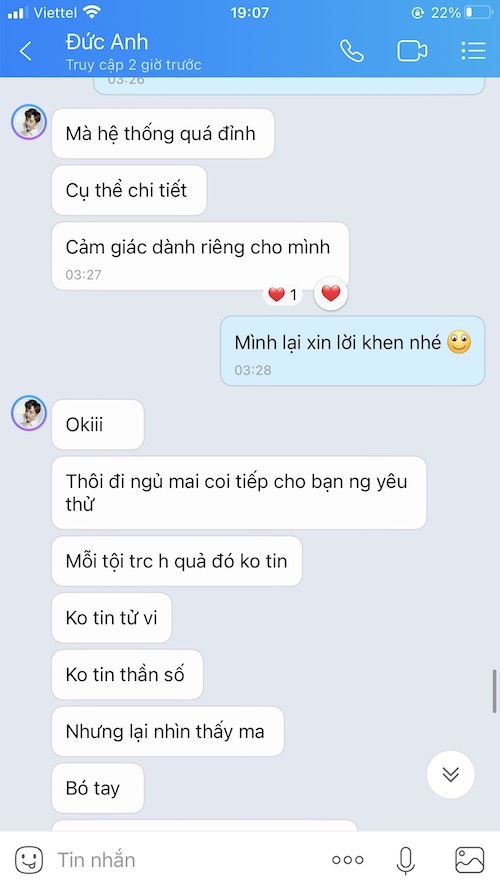 Viettel 19:07 22%
Đức Anh
Truy cập 2 giờ trước
03:26
Mà hệ thống quá đỉnh
Cụ thể chi tiết
Cảm giác dành riêng cho mình
03:27
1
Mình lại xin lời khen nhé
03:28
Okiii
Thôi đi ngủ mai coi tiếp cho bạn ng yêu
thử
Mỗi tội trc h quả đó ko tin
Ko tin tử vi
Ko tin thần số
Nhưng lại nhìn thấy ma
Bó tay
Tin nhắn